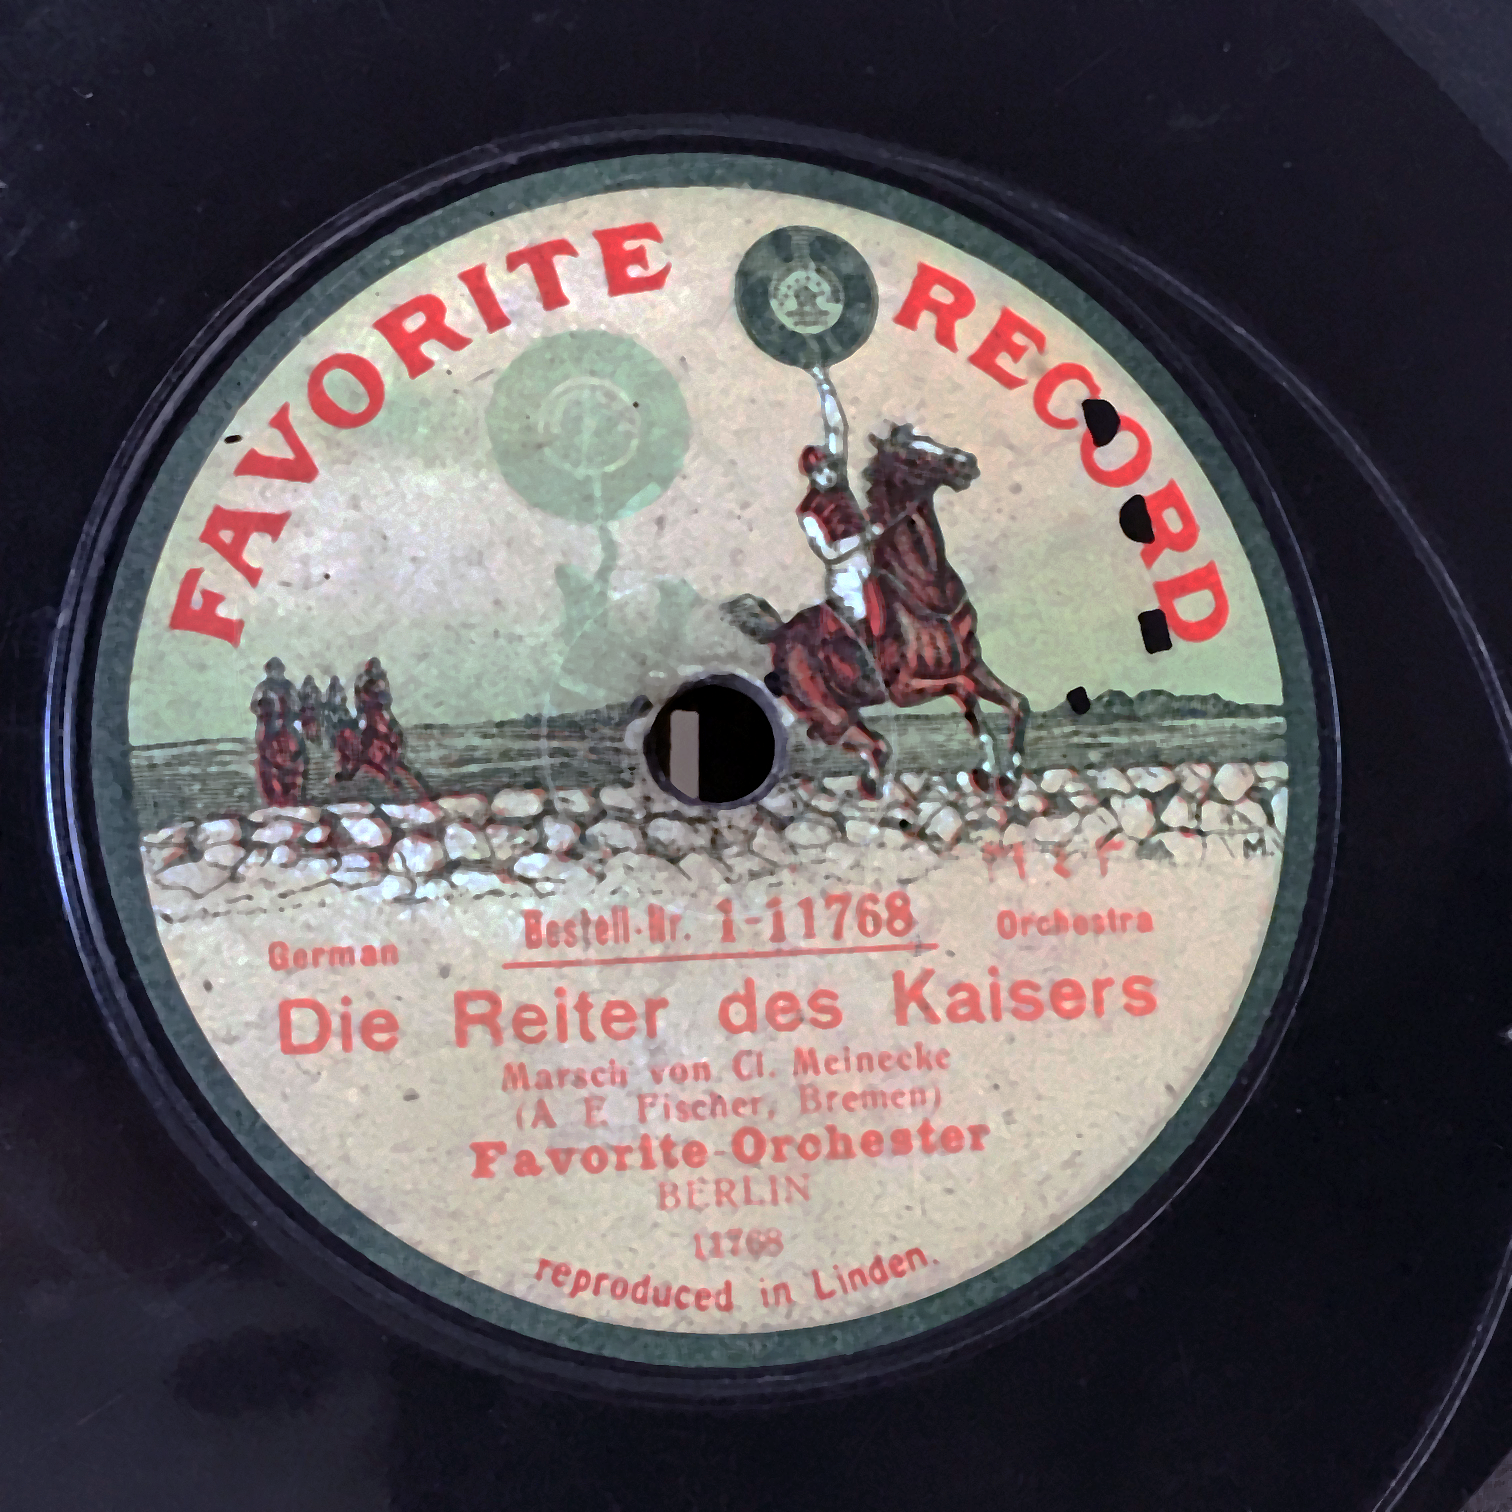 FAVORITE RECORD
M.
German Bestell-Nr. 1-11768 Orchestra
Die Reiter des Kaisers
Marsch von Cl. Meinecke
(A. E. Fischer, Bremen)
Favorite-Orchester
BERLIN
11768
reproduced in Linden.